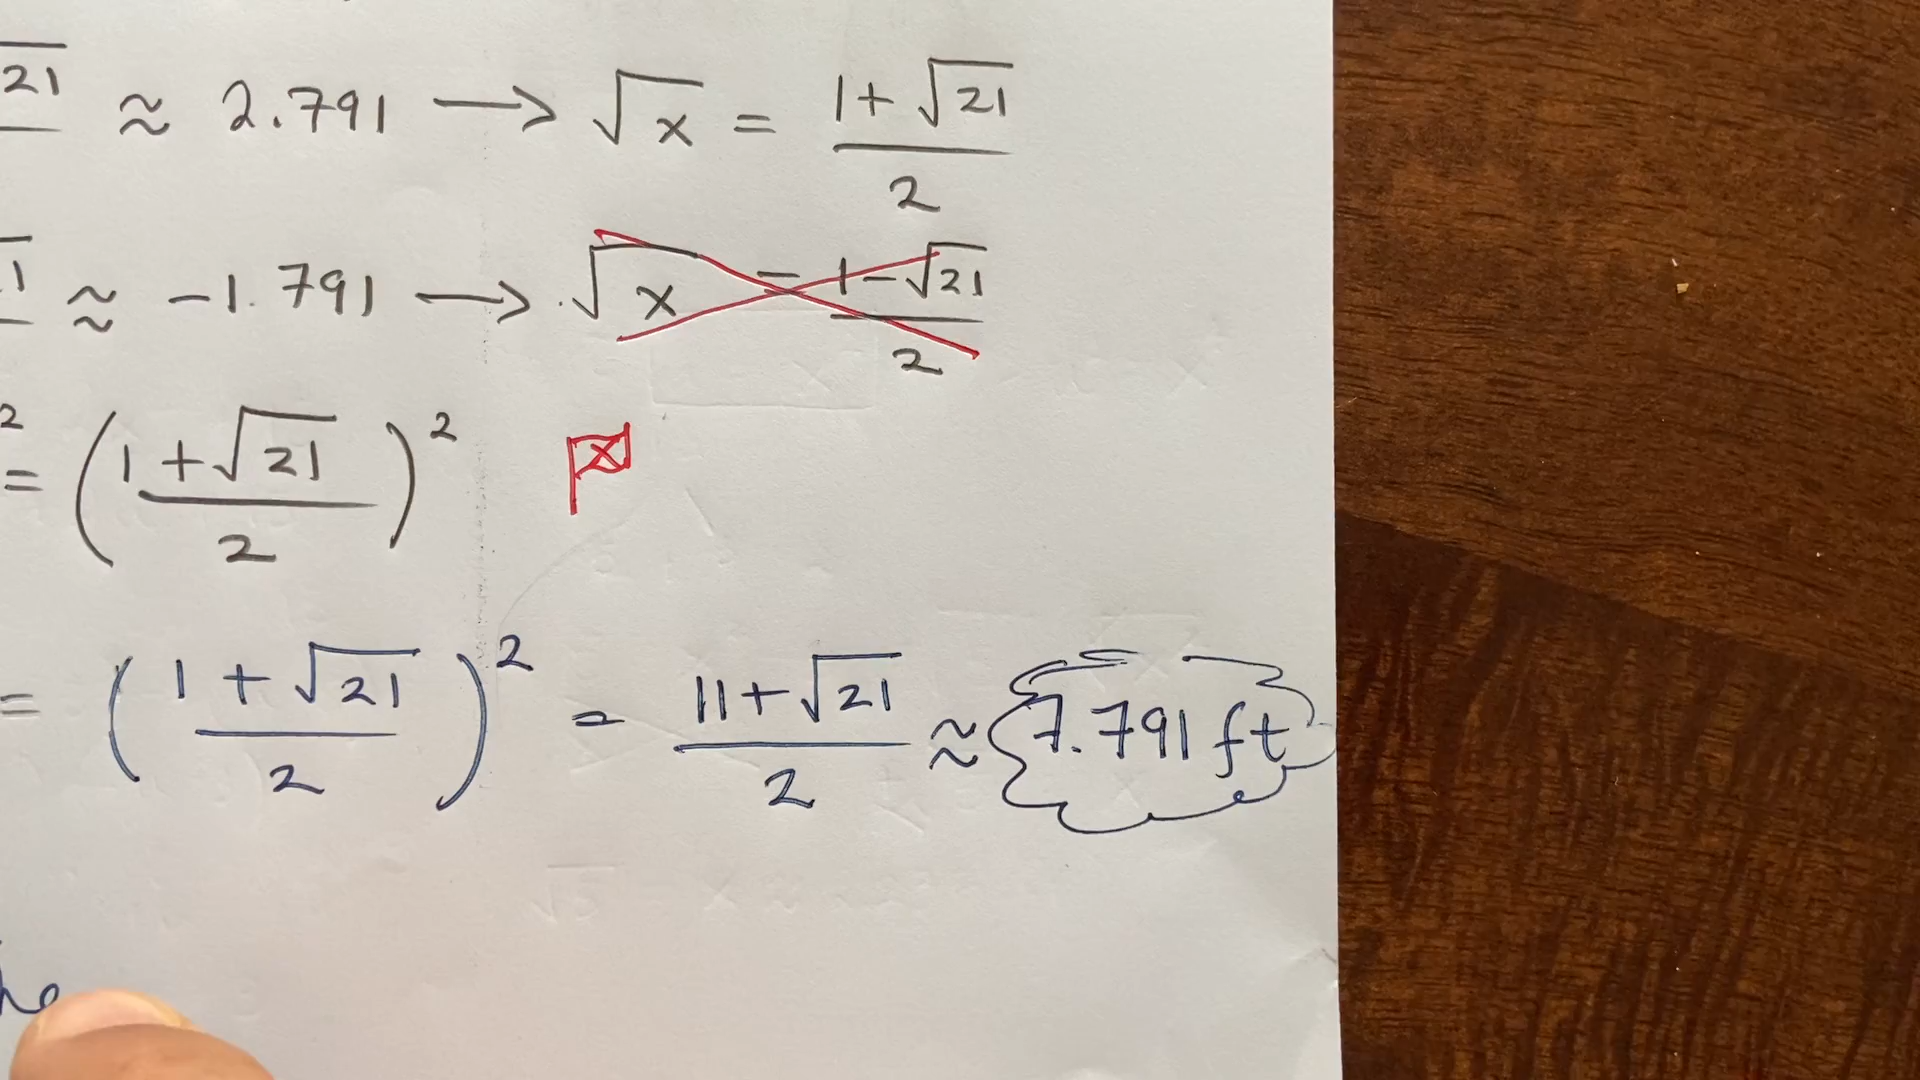 √21 ≈ 2.791 ⟶ √x = (1 + √21)/2
1 ≈ -1.791 ⟶ √x = (1 - √21)/2
2 = ((1 + √21)/2)² x
= ((1 + √21)/2)² = (11 + √21)/2 ≈ 7.791 ft